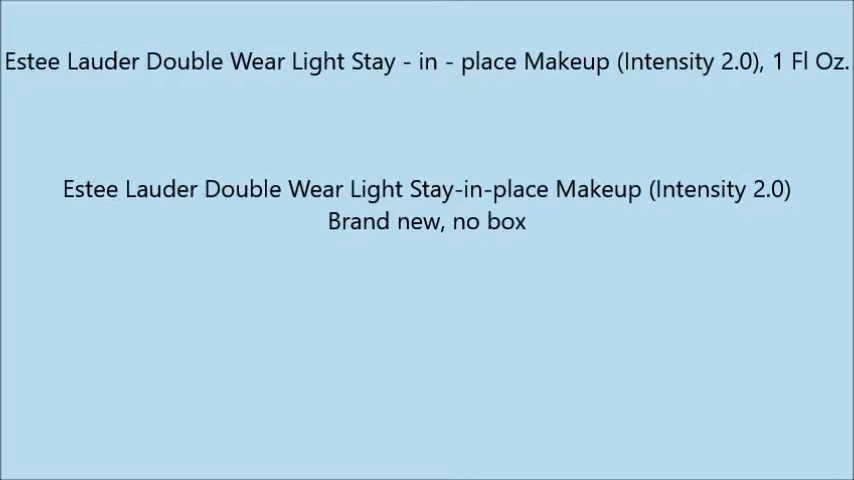 Estee Lauder Double Wear Light Stay - in - place Makeup (Intensity 2.0), 1 Fl Oz.
Estee Lauder Double Wear Light Stay-in-place Makeup (Intensity 2.0)
Brand new, no box